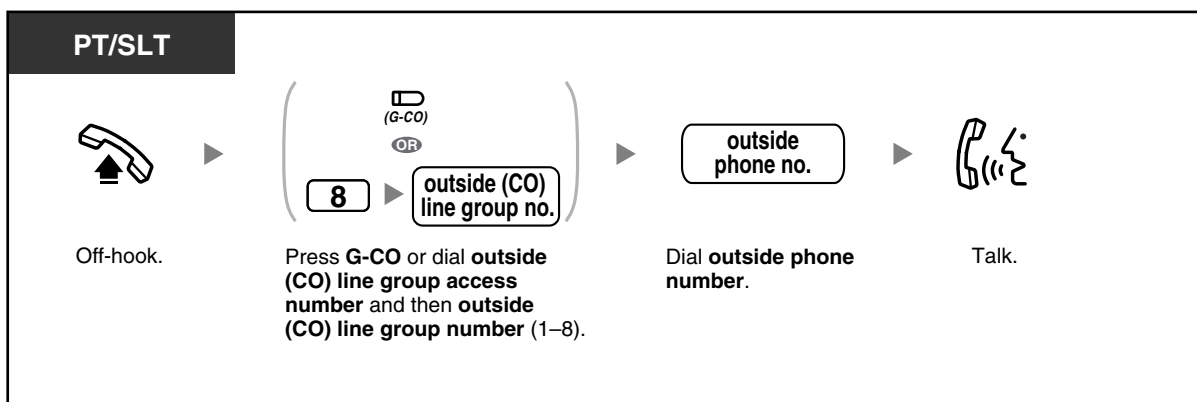 PT/SLT
(G-CO)
OR
8
outside (CO)
line group no.
outside
phone no.
Off-hook.
Press G-CO or dial outside
(CO) line group access
number and then outside
(CO) line group number (1–8).
Dial outside phone
number.
Talk.